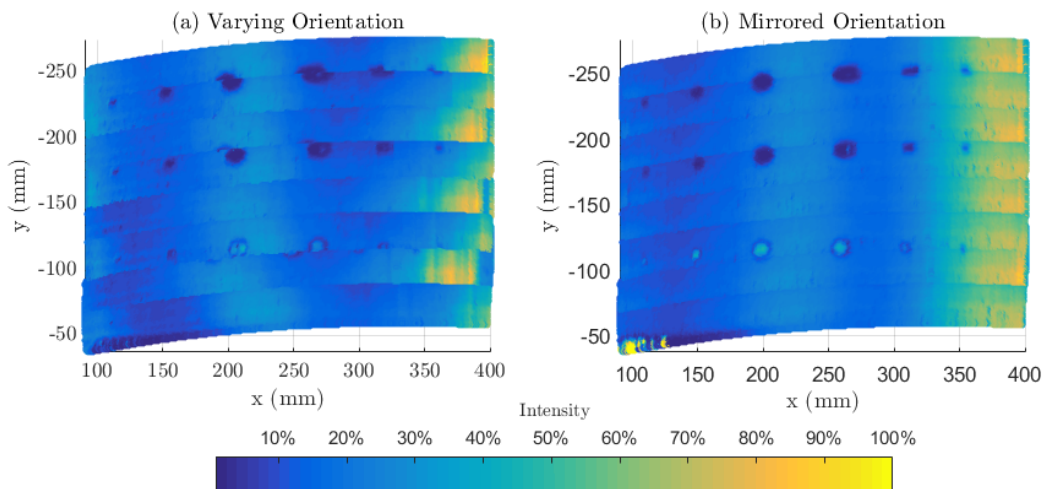 (a) Varying Orientation
(b) Mirrored Orientation
-250
-200
-150
-100
-50
y (mm)
100 150 200 250 300 350 400
x (mm)
-250
-200
-150
-100
-50
y (mm)
100 150 200 250 300 350 400
x (mm)
Intensity
10% 20% 30% 40% 50% 60% 70% 80% 90% 100%